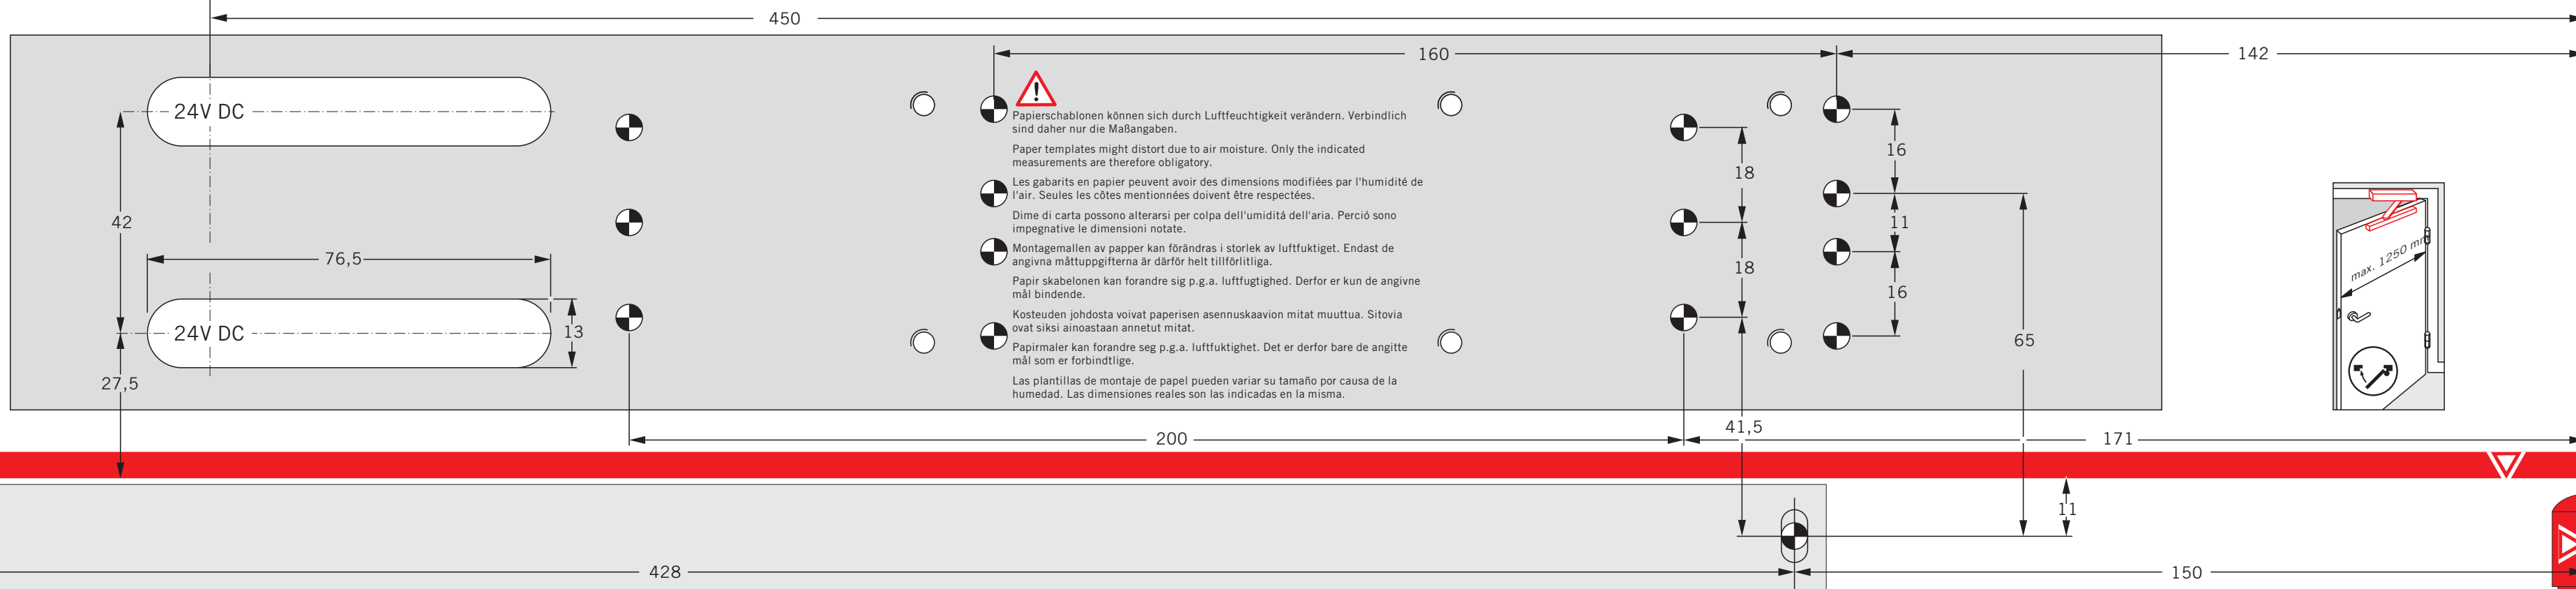 450
160
142
24V DC
Papierschablonen können sich durch Luftfeuchtigkeit verändern. Verbindlich
sind daher nur die Maßangaben.
Paper templates might distort due to air moisture. Only the indicated
measurements are therefore obligatory.
Les gabarits en papier peuvent avoir des dimensions modifiées par l'humidité de
l'air. Seules les côtes mentionnées doivent être respectées.
Dime di carta possono alterarsi per colpa dell'umiditá dell'aria. Perció sono
impegnative le dimensioni notate.
Montagemallen av papper kan förändras i storlek av luftfuktiget. Endast de
angivna måttuppgifterna är därför helt tillförlitliga.
Papir skabelonen kan forandre sig p.g.a. luftfugtighed. Derfor er kun de angivne
mål bindende.
Kosteuden johdosta voivat paperisen asennuskaavion mitat muuttua. Sitovia
ovat siksi ainoastaan annetut mitat.
Papirmaler kan forandre seg p.g.a. luftfuktighet. Det er derfor bare de angitte
mål som er forbindtlige.
Las plantillas de montaje de papel pueden variar su tamaño por causa de la
humedad. Las dimensiones reales son las indicadas en la misma.
16
18
42
11
76,5
max. 1250 mm
18
16
24V DC
13
65
27,5
41,5
200
171
11
428
150